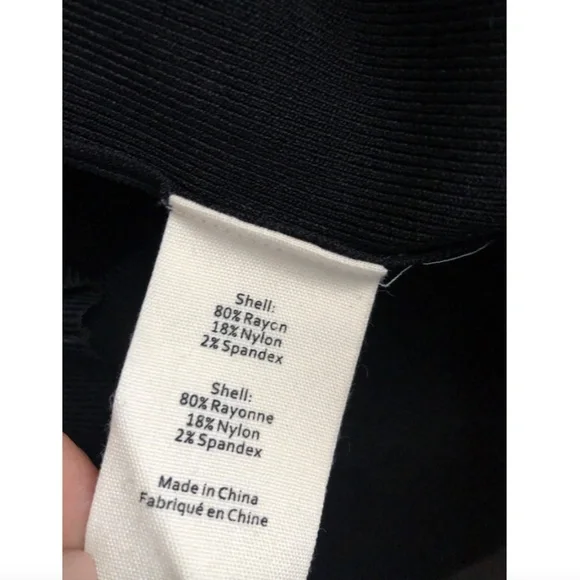 Shell:
80% Rayon
18% Nylon
2% Spandex
Shell:
80% Rayonne
18% Nylon
2% Spandex
Made in China
Fabriqué en Chine